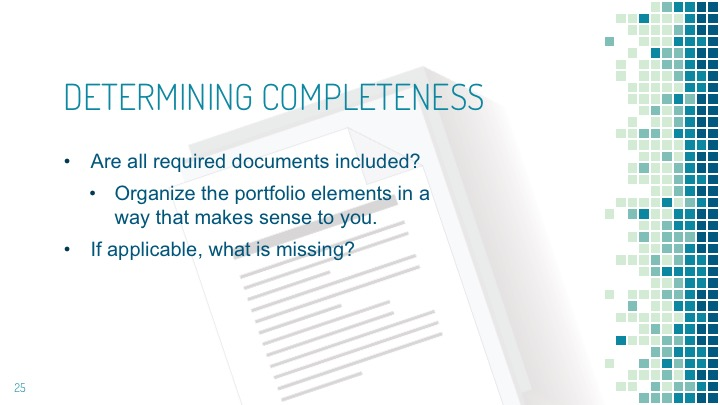 DETERMINING COMPLETENESS
• Are all required documents included?
• Organize the portfolio elements in a
way that makes sense to you.
• If applicable, what is missing?
25